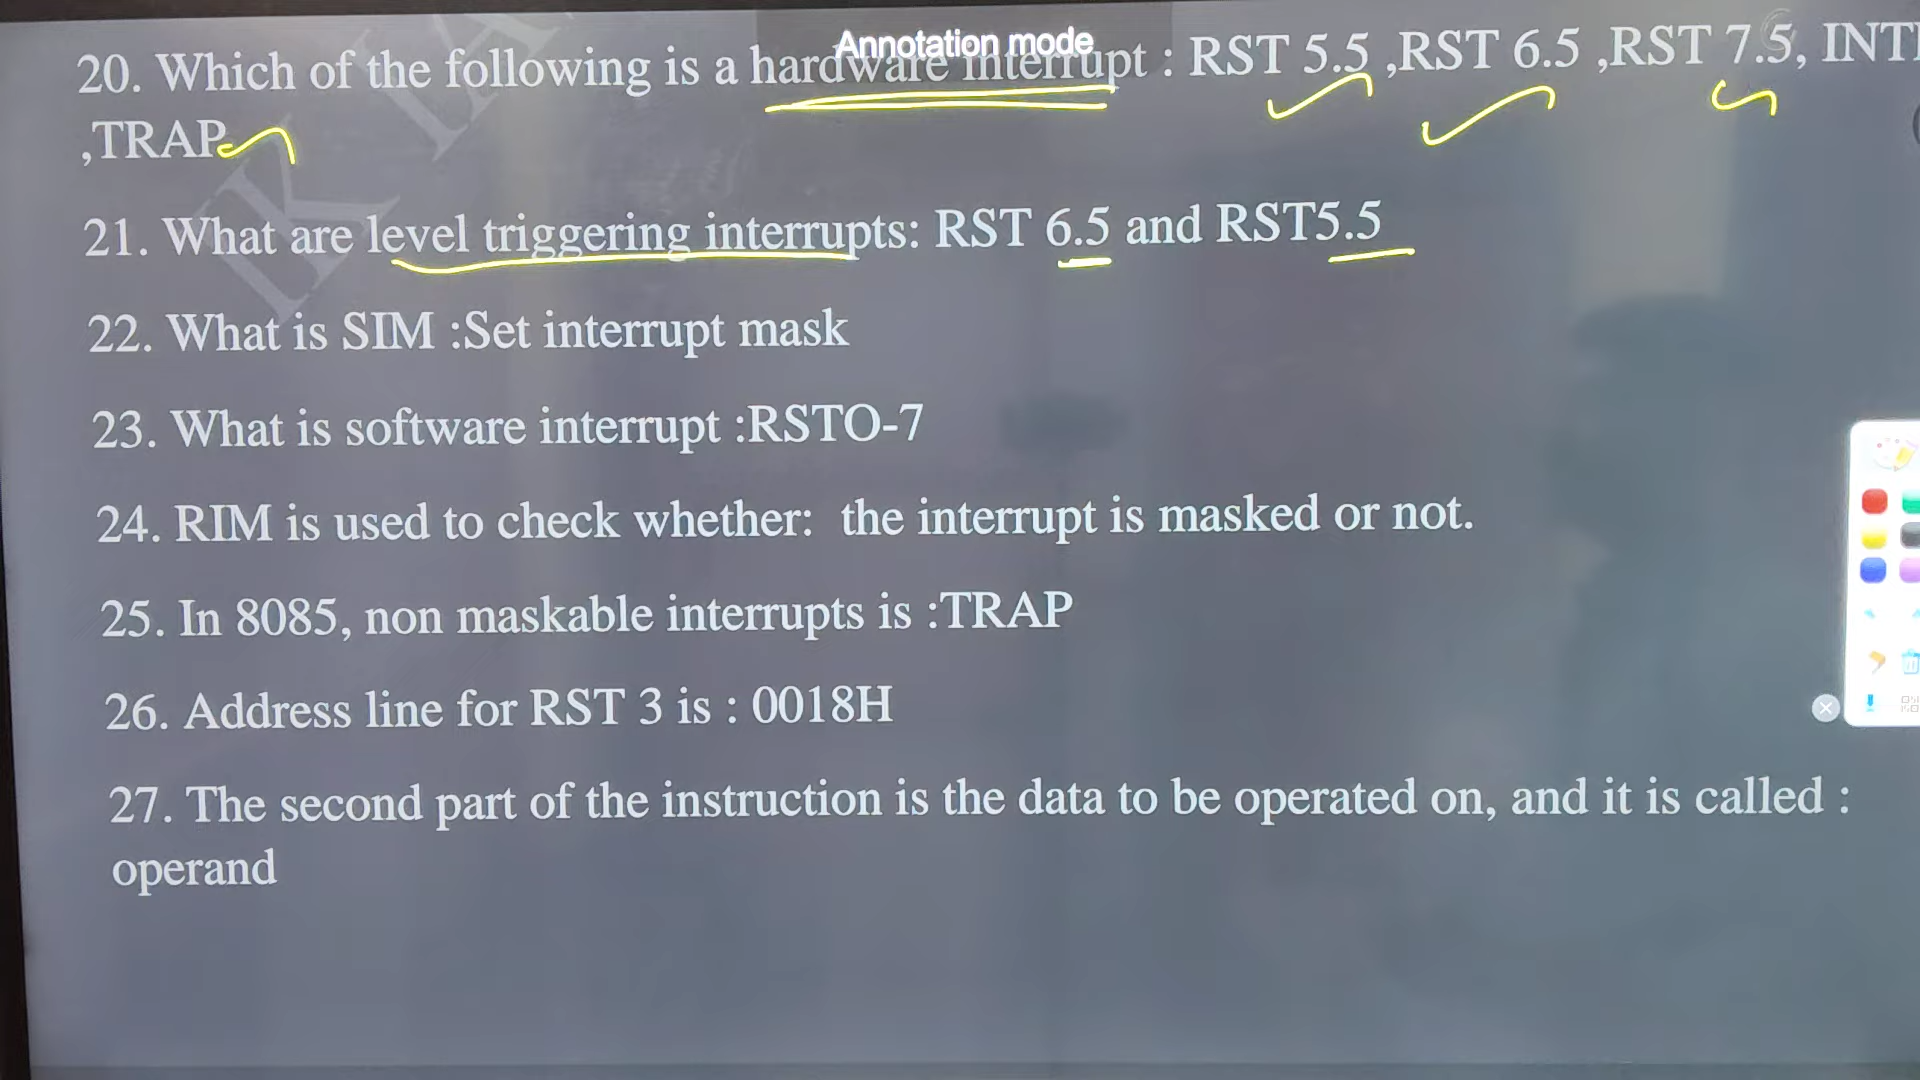 Annotation mode
20. Which of the following is a hardware interrupt : RST 5.5 ,RST 6.5 ,RST 7.5, INT
,TRAP
21. What are level triggering interrupts: RST 6.5 and RST5.5
22. What is SIM :Set interrupt mask
23. What is software interrupt :RSTO-7
24. RIM is used to check whether:  the interrupt is masked or not.
25. In 8085, non maskable interrupts is :TRAP
26. Address line for RST 3 is : 0018H
27. The second part of the instruction is the data to be operated on, and it is called :
operand